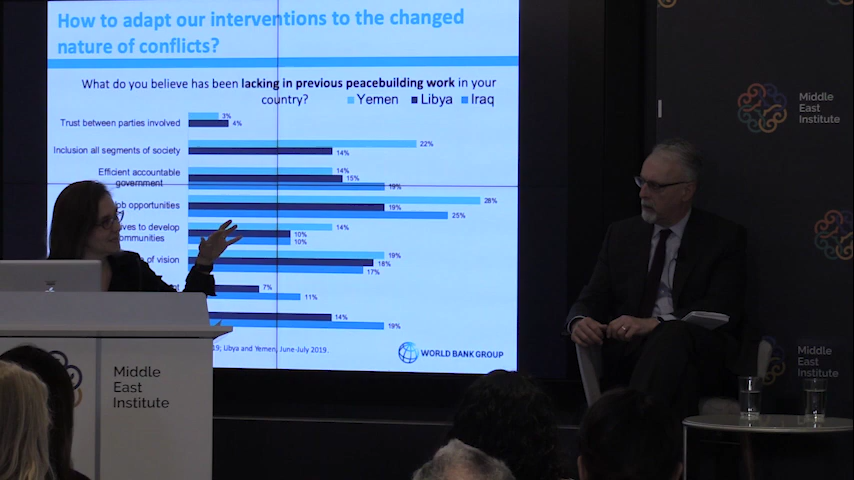 How to adapt our interventions to the changed
nature of conflicts?
What do you believe has been lacking in previous peacebuilding work in your
country?
Yemen Libya Iraq
Trust between parties involved
3%
4%
Inclusion all segments of society
22%
14%
Efficient accountable
government
14%
15%
19%
opportunities
28%
19%
25%
to develop
14%
10%
10%
of vision
19%
18%
17%
7%
11%
14%
19%
Libya and Yemen, June-July 2019.
WORLD BANK GROUP
Middle
East
Institute
Middle
East
Institute
Middle
East
Institute